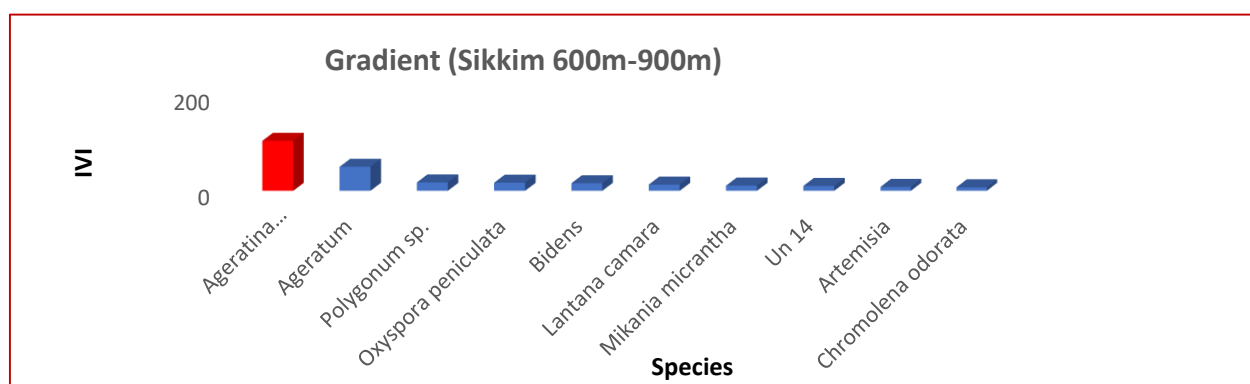 Gradient (Sikkim 600m-900m)
200
IVI
0
Ageratina...
Ageratum
Polygonum sp.
Oxyspora peniculata
Bidens
Lantana camara
Mikania micrantha
Un 14
Artemisia
Chromolena odorata
Species